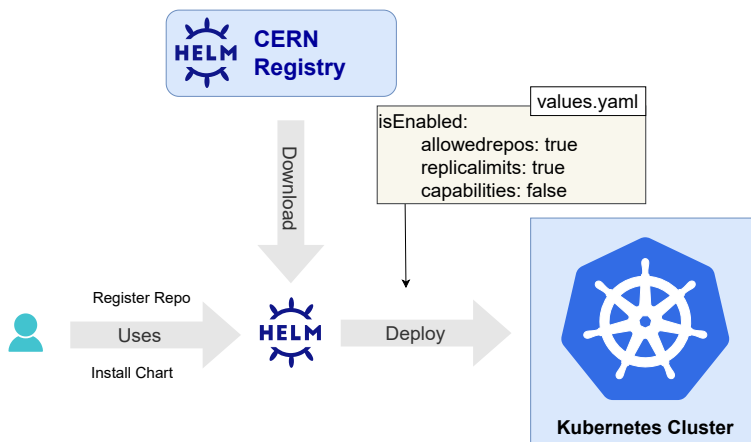 HELM
CERN
Registry
values.yaml
isEnabled:
allowedrepos: true
replicalimits: true
capabilities: false
Download
Register Repo
Uses
Install Chart
HELM
Deploy
Kubernetes Cluster